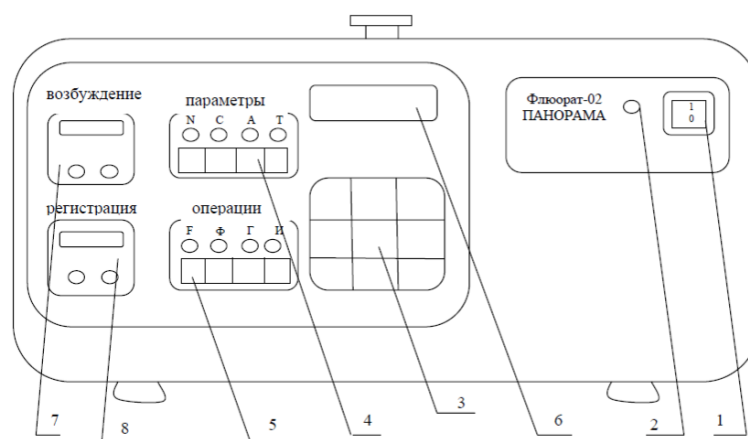 возбуждение
параметры
N С А Т
Флюорат-02
ПАНОРАМА
1
0
регистрация
операции
F Ф Г И
7 8 5 4 3 6 2 1